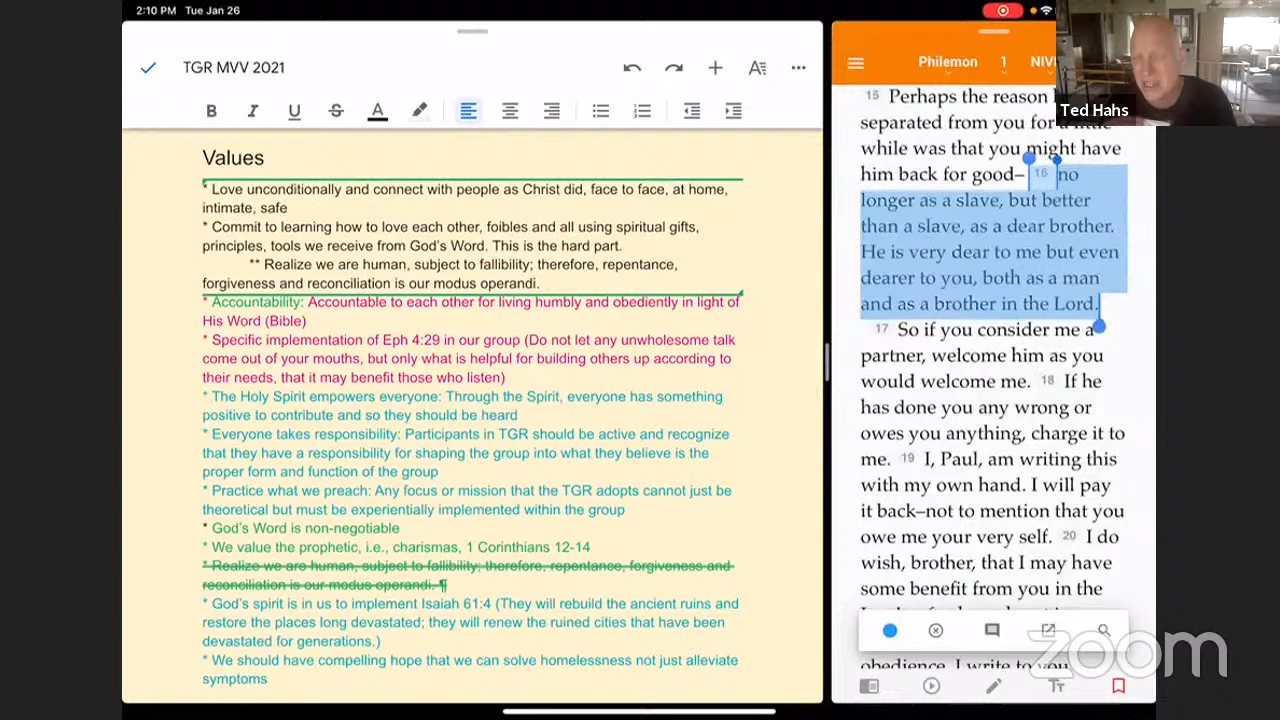 2:10 PM Tue Jan 26
TGR MVV 2021
B I U S A
Values
* Love unconditionally and connect with people as Christ did, face to face, at home,
intimate, safe
* Commit to learning how to love each other, foibles and all using spiritual gifts,
principles, tools we receive from God's Word. This is the hard part.
** Realize we are human, subject to fallibility; therefore, repentance,
forgiveness and reconciliation is our modus operandi.
* Accountability: Accountable to each other for living humbly and obediently in light of
His Word (Bible)
* Specific implementation of Eph 4:29 in our group (Do not let any unwholesome talk
come out of your mouths, but only what is helpful for building others up according to
their needs, that it may benefit those who listen)
* The Holy Spirit empowers everyone: Through the Spirit, everyone has something
positive to contribute and so they should be heard
* Everyone takes responsibility: Participants in TGR should be active and recognize
that they have a responsibility for shaping the group into what they believe is the
proper form and function of the group
* Practice what we preach: Any focus or mission that the TGR adopts cannot just be
theoretical but must be experientially implemented within the group
* God's Word is non-negotiable
* We value the prophetic, i.e., charismas, 1 Corinthians 12-14
* Realize we are human, subject to fallibility; therefore, repentance, forgiveness and
reconciliation is our modus operandi. ¶
* God's spirit is in us to implement Isaiah 61:4 (They will rebuild the ancient ruins and
restore the places long devastated; they will renew the ruined cities that have been
devastated for generations.)
* We should have compelling hope that we can solve homelessness not just alleviate
symptoms
Philemon 1 NIV
15 Perhaps the reason
separated from you for a little
while was that you might have
him back for good– 16 no
longer as a slave, but better
than a slave, as a dear brother.
He is very dear to me but even
dearer to you, both as a man
and as a brother in the Lord.
17 So if you consider me a
partner, welcome him as you
would welcome me. 18 If he
has done you any wrong or
owes you anything, charge it to
me. 19 I, Paul, am writing this
with my own hand. I will pay
it back–not to mention that you
owe me your very self. 20 I do
wish, brother, that I may have
some benefit from you in the
obedience, I write to you
Tт
Ted Hahs
zoom